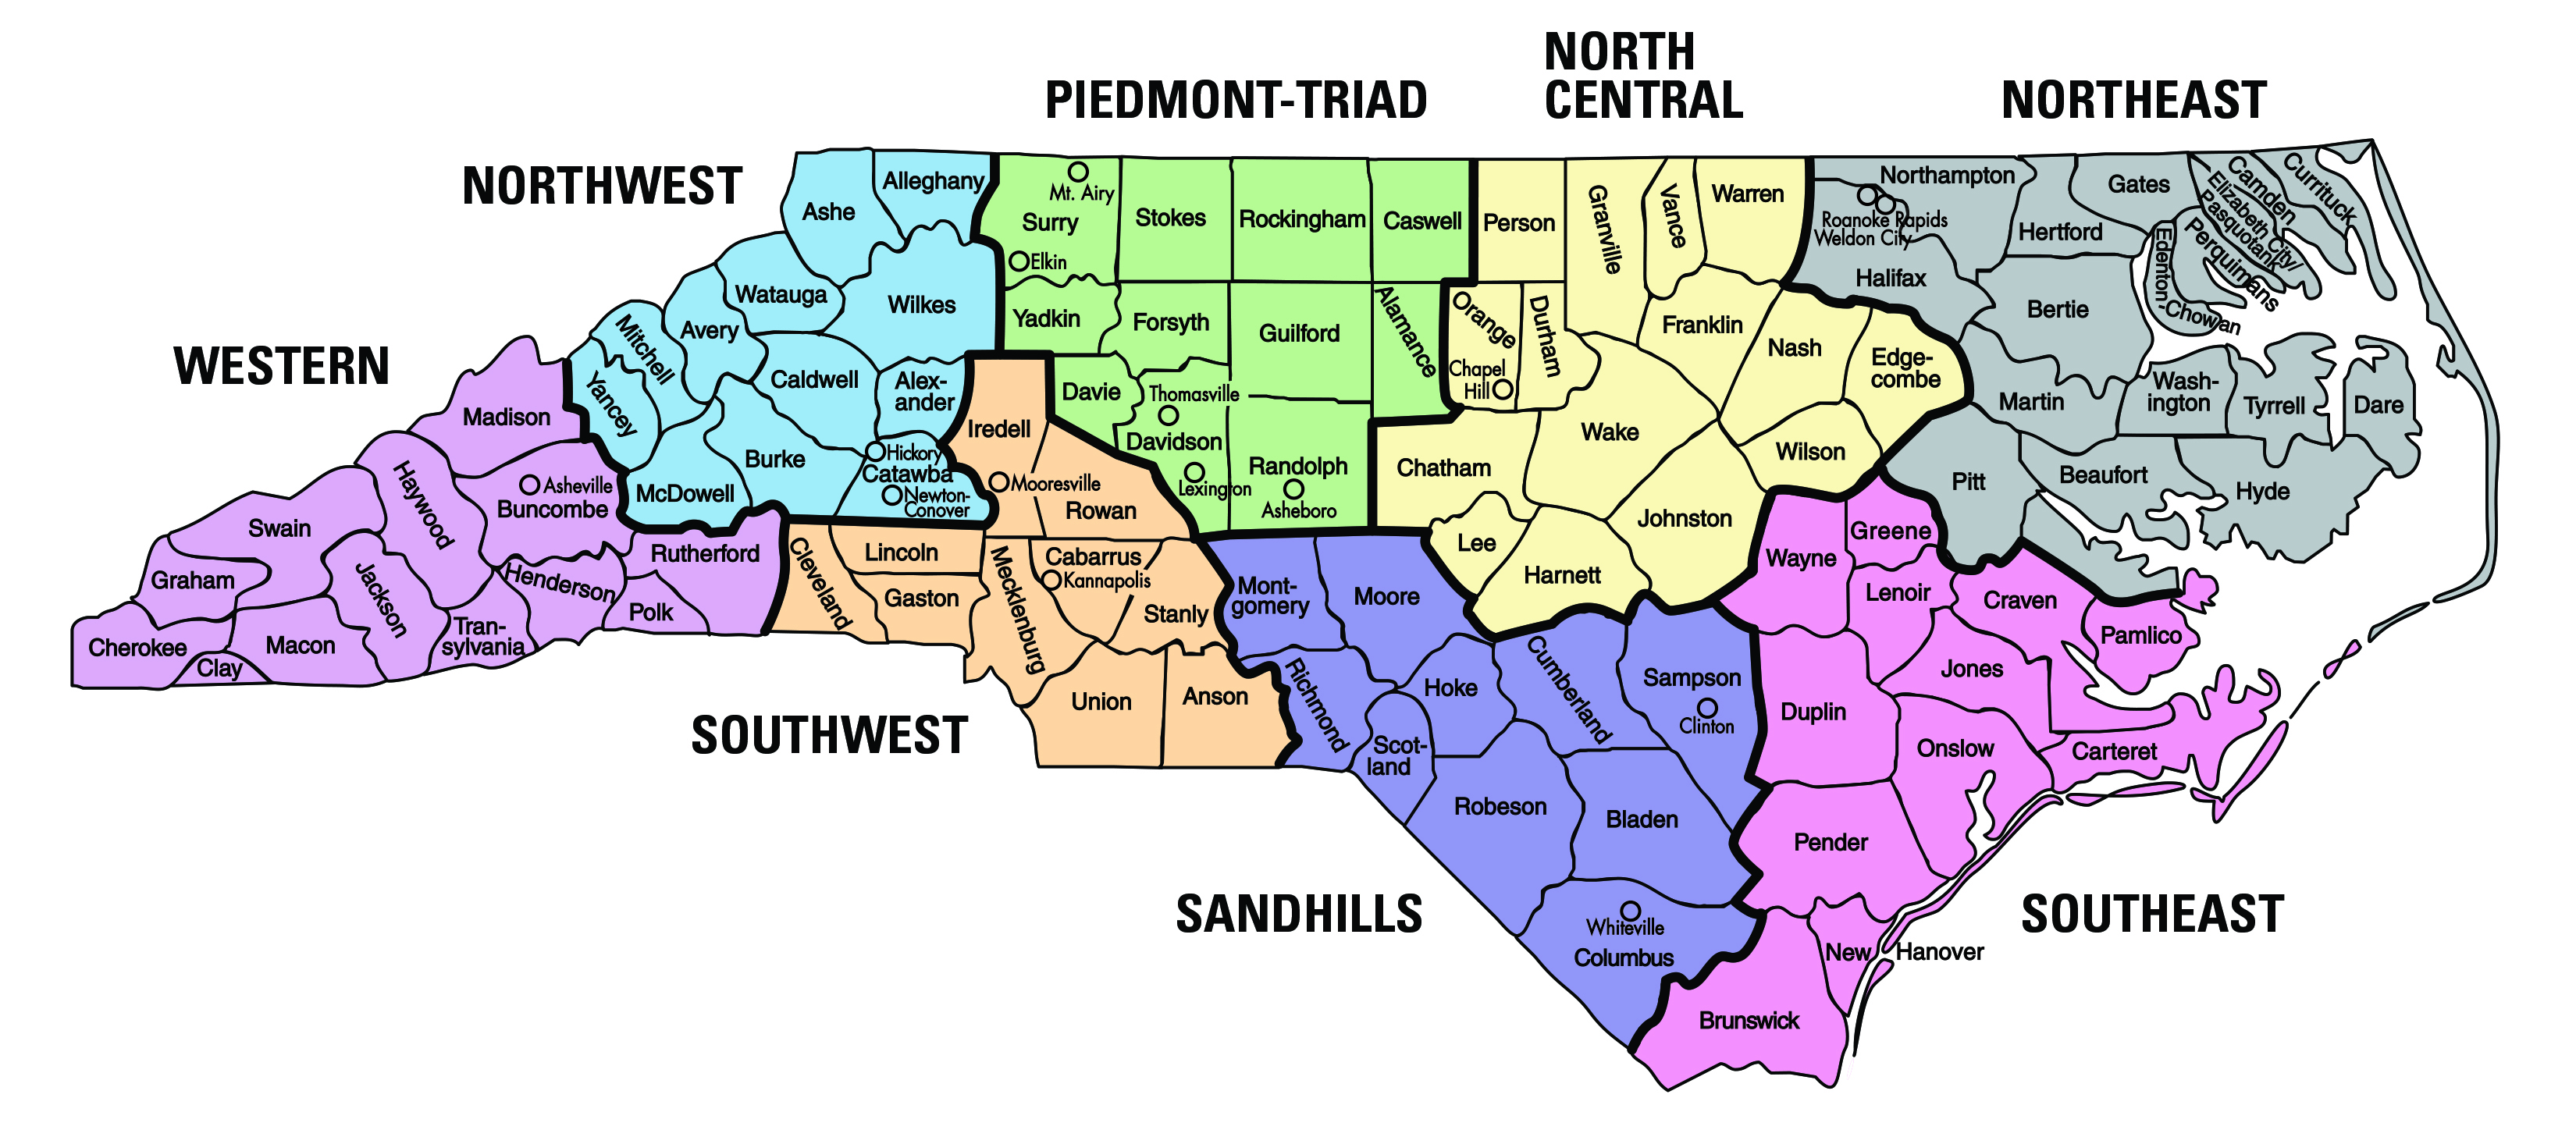 NORTH
CENTRAL
PIEDMONT-TRIAD
NORTHEAST
NORTHWEST
WESTERN
SOUTHWEST
SANDHILLS
SOUTHEAST
Madison
Haywood
Asheville
Buncombe
Swain
Graham
Jackson
Cherokee
Clay
Macon
Tran-
sylvania
Henderson
Polk
Rutherford
Alleghany
Ashe
Watauga
Wilkes
Avery
Mitchell
Yancey
Caldwell
Alex-
ander
Burke
McDowell
Hickory
Catawba
Newton-
Conover
Mt. Airy
Surry
Elkin
Stokes
Rockingham
Caswell
Yadkin
Forsyth
Guilford
Alamance
Davie
Thomasville
Davidson
Lexington
Randolph
Asheboro
Iredell
Mooresville
Rowan
Cleveland
Lincoln
Gaston
Mecklenburg
Cabarrus
Kannapolis
Stanly
Union
Anson
Person
Granville
Vance
Warren
Orange
Chapel
Hill
Durham
Franklin
Nash
Edge-
combe
Wake
Wilson
Chatham
Lee
Harnett
Johnston
Mont-
gomery
Moore
Richmond
Hoke
Scot-
land
Cumberland
Sampson
Clinton
Robeson
Bladen
Whiteville
Columbus
Northampton
Roanoke Rapids
Weldon City
Halifax
Gates
Hertford
Bertie
Currituck
Camden
Elizabeth City/
Pasquotank
Perquimans
Edenton
-Chowan
Martin
Wash-
ington
Tyrrell
Dare
Pitt
Beaufort
Hyde
Wayne
Greene
Lenoir
Craven
Pamlico
Jones
Duplin
Onslow
Carteret
Pender
New Hanover
Brunswick